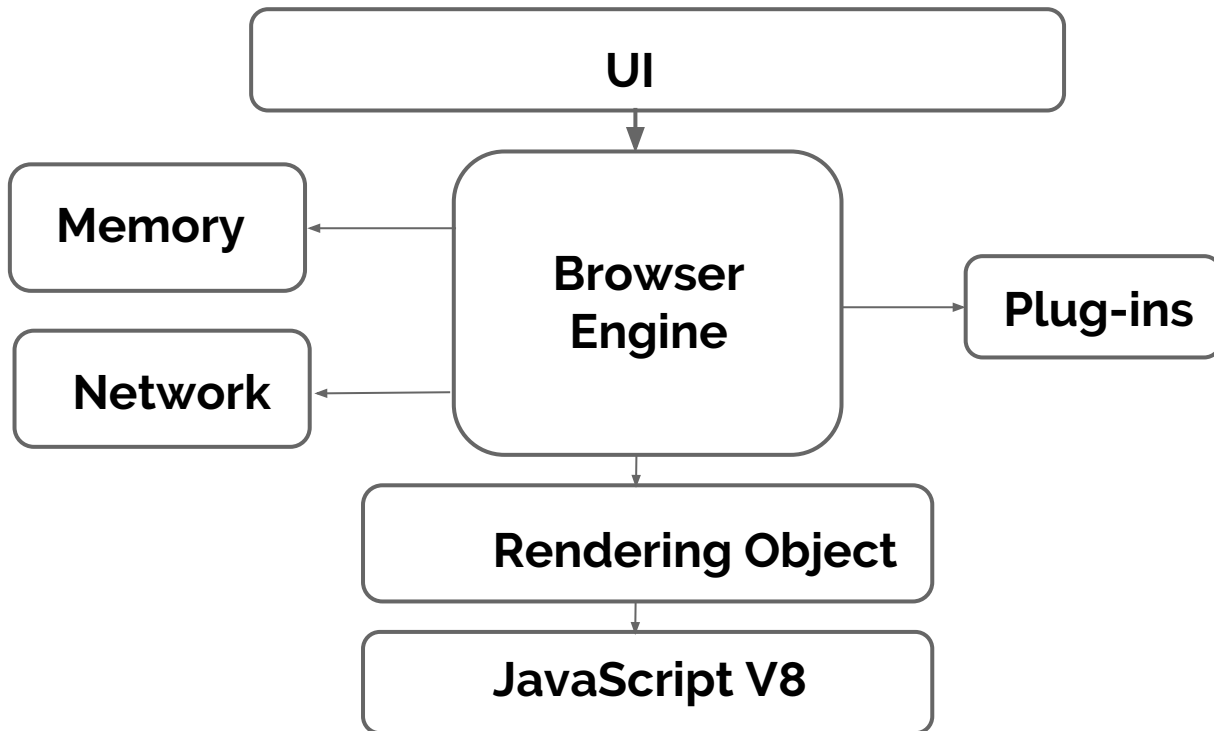 UI
Memory
Browser
Engine
Plug-ins
Network
Rendering Object
JavaScript V8